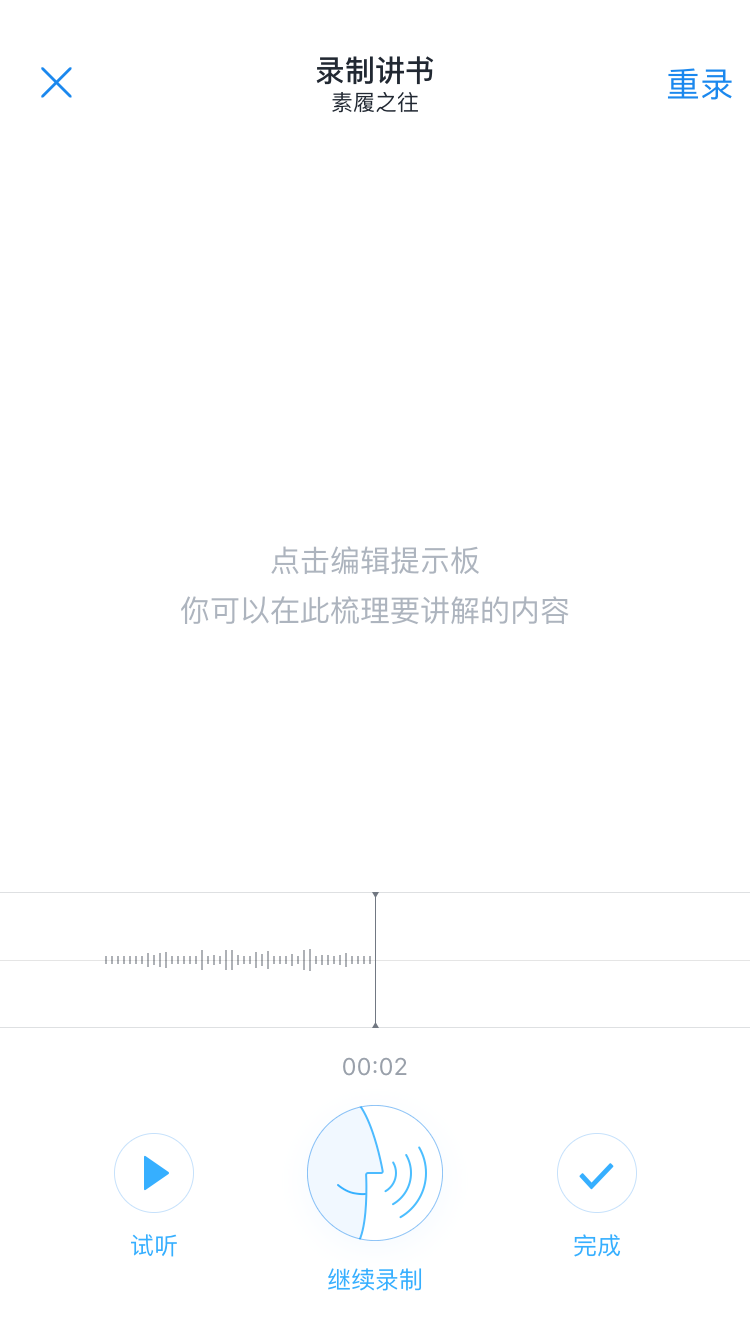 录制讲书
素履之往
重录
点击编辑提示板
你可以在此梳理要讲解的内容
00:02
试听
继续录制
完成